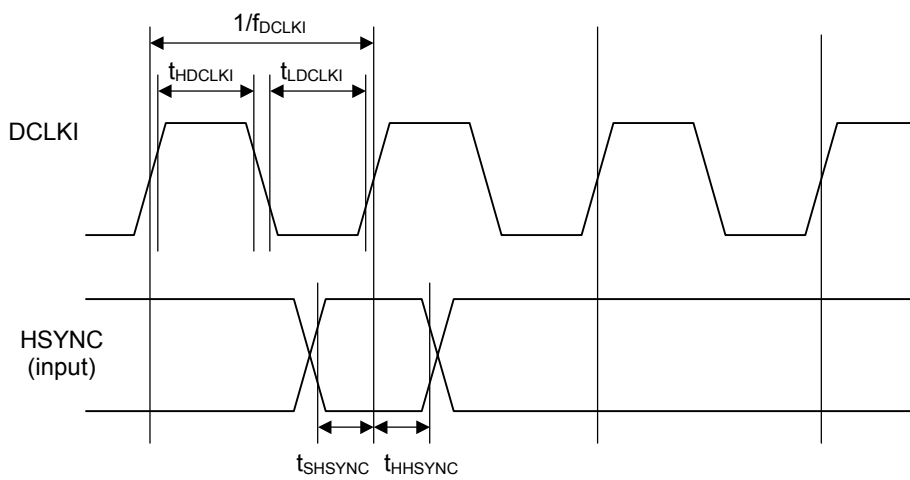 1/fDCLKI
tHDCLKI tLDCLKI
DCLKI
HSYNC
(input)
tSHSYNC tHHSYNC